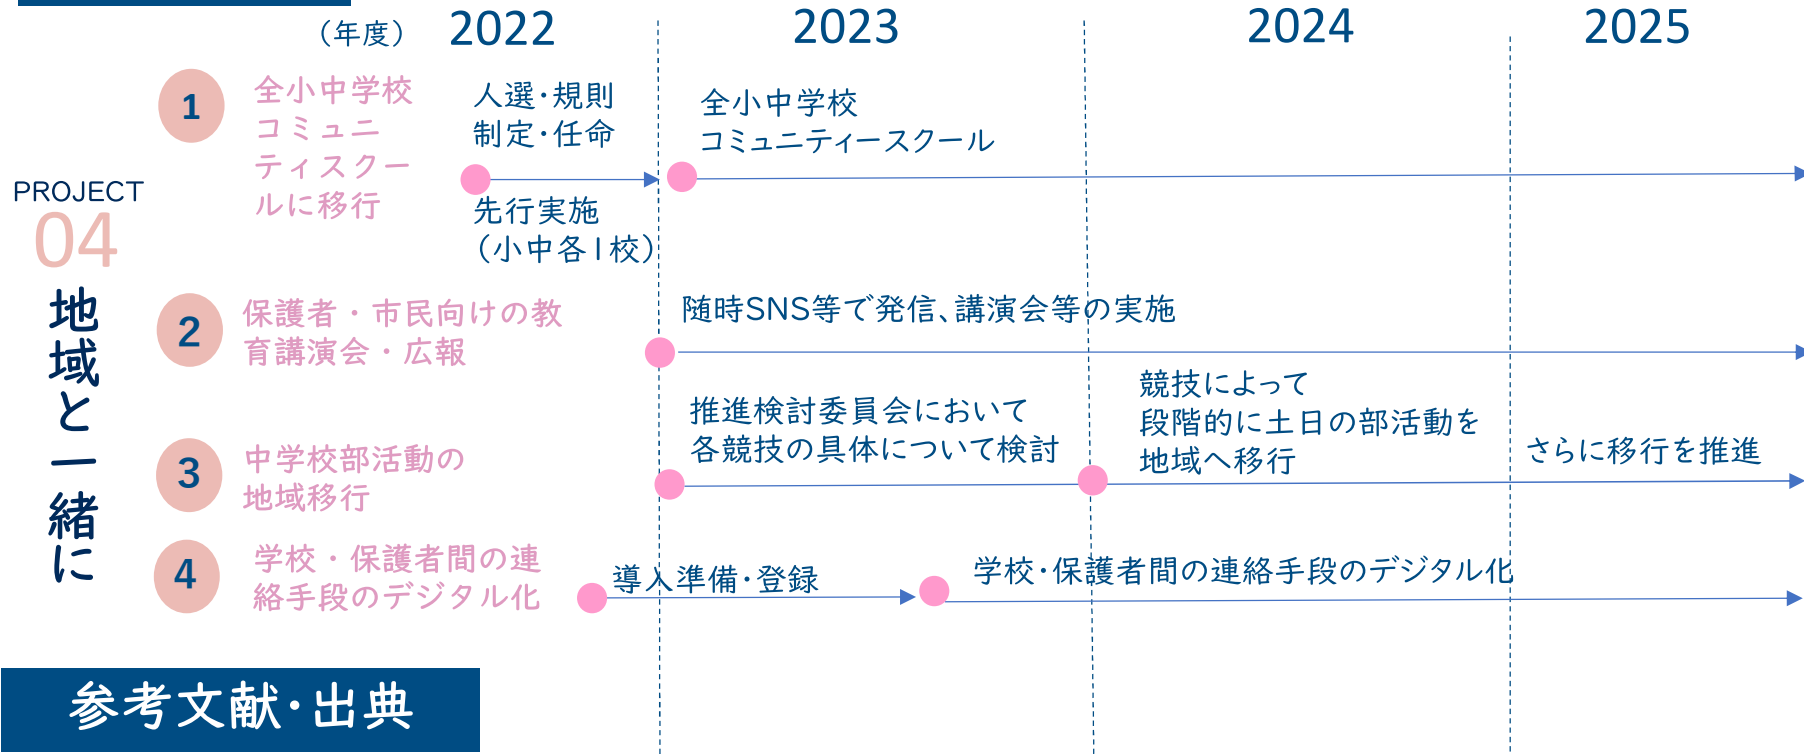 （年度）
2022
2023
2024
2025
PROJECT
04
地域と一緒に
1
全小中学校
コミュニ
ティスクー
ルに移行
人選・規則
制定・任命
先行実施
（小中各1校）
全小中学校
コミュニティースクール
2
保護者・市民向けの教
育講演会・広報
随時SNS等で発信、講演会等の実施
3
中学校部活動の
地域移行
推進検討委員会において
各競技の具体について検討
競技によって
段階的に土日の部活動を
地域へ移行
さらに移行を推進
4
学校・保護者間の連
絡手段のデジタル化
導入準備・登録
学校・保護者間の連絡手段のデジタル化
参考文献・出典